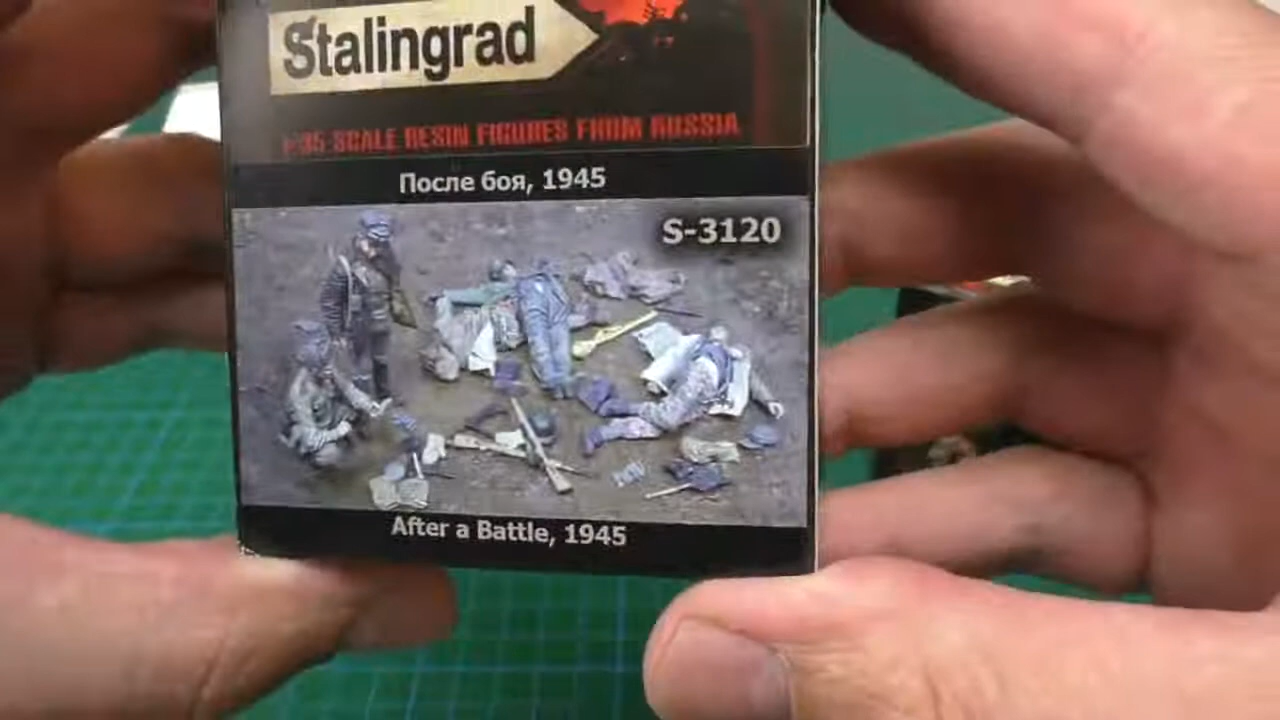 Stalingrad
1:35 SCALE RESIN FIGURES FROM RUSSIA
После боя, 1945
S-3120
After a Battle, 1945